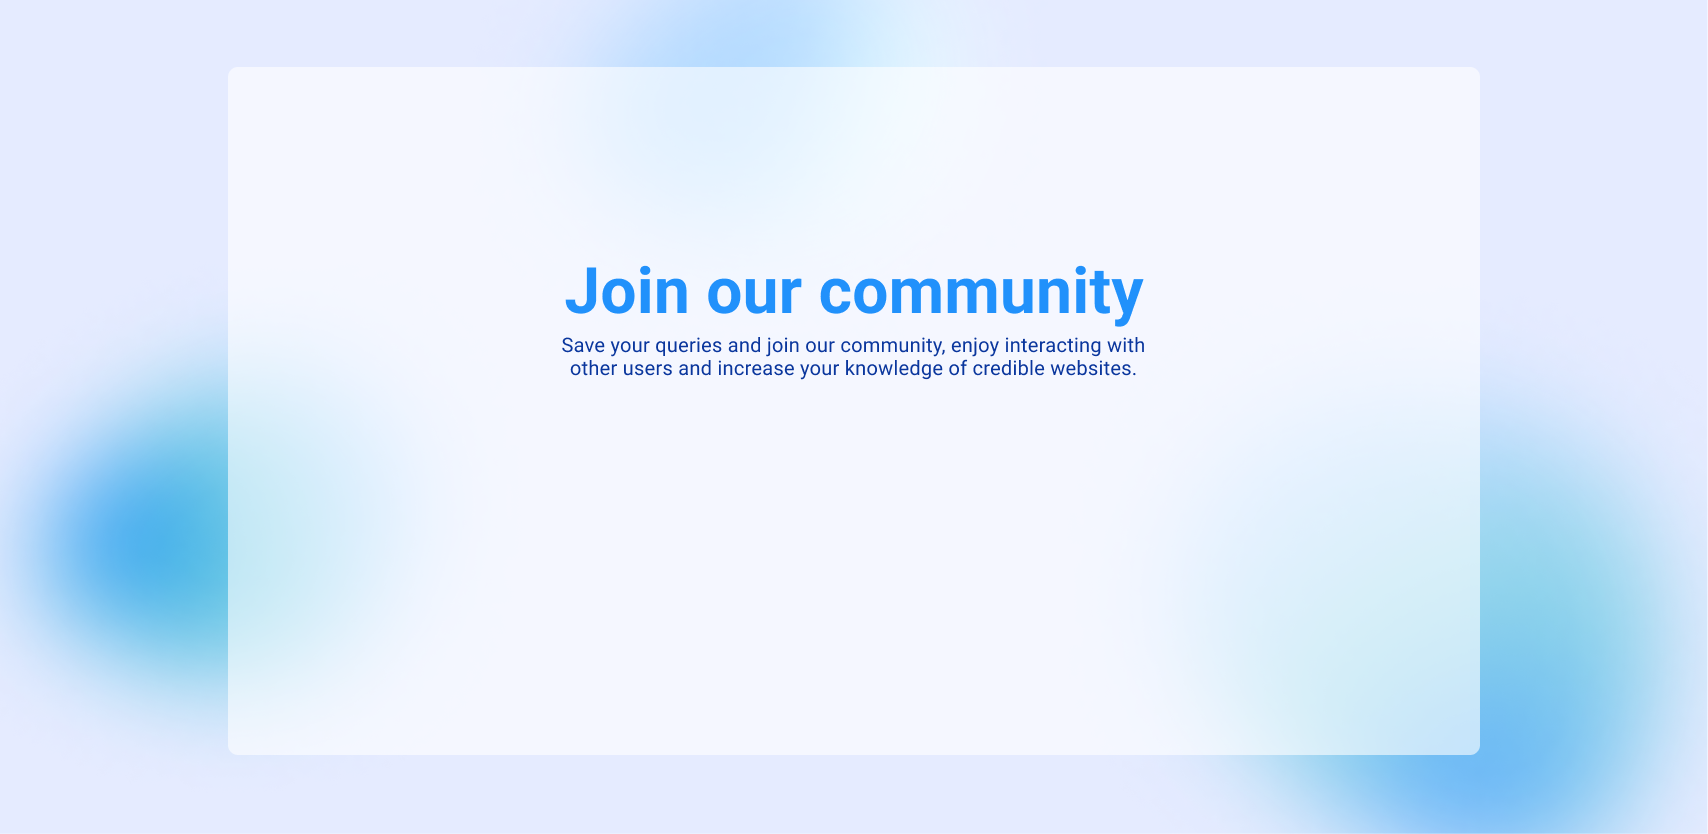 Join our community
Save your queries and join our community, enjoy interacting with
other users and increase your knowledge of credible websites.